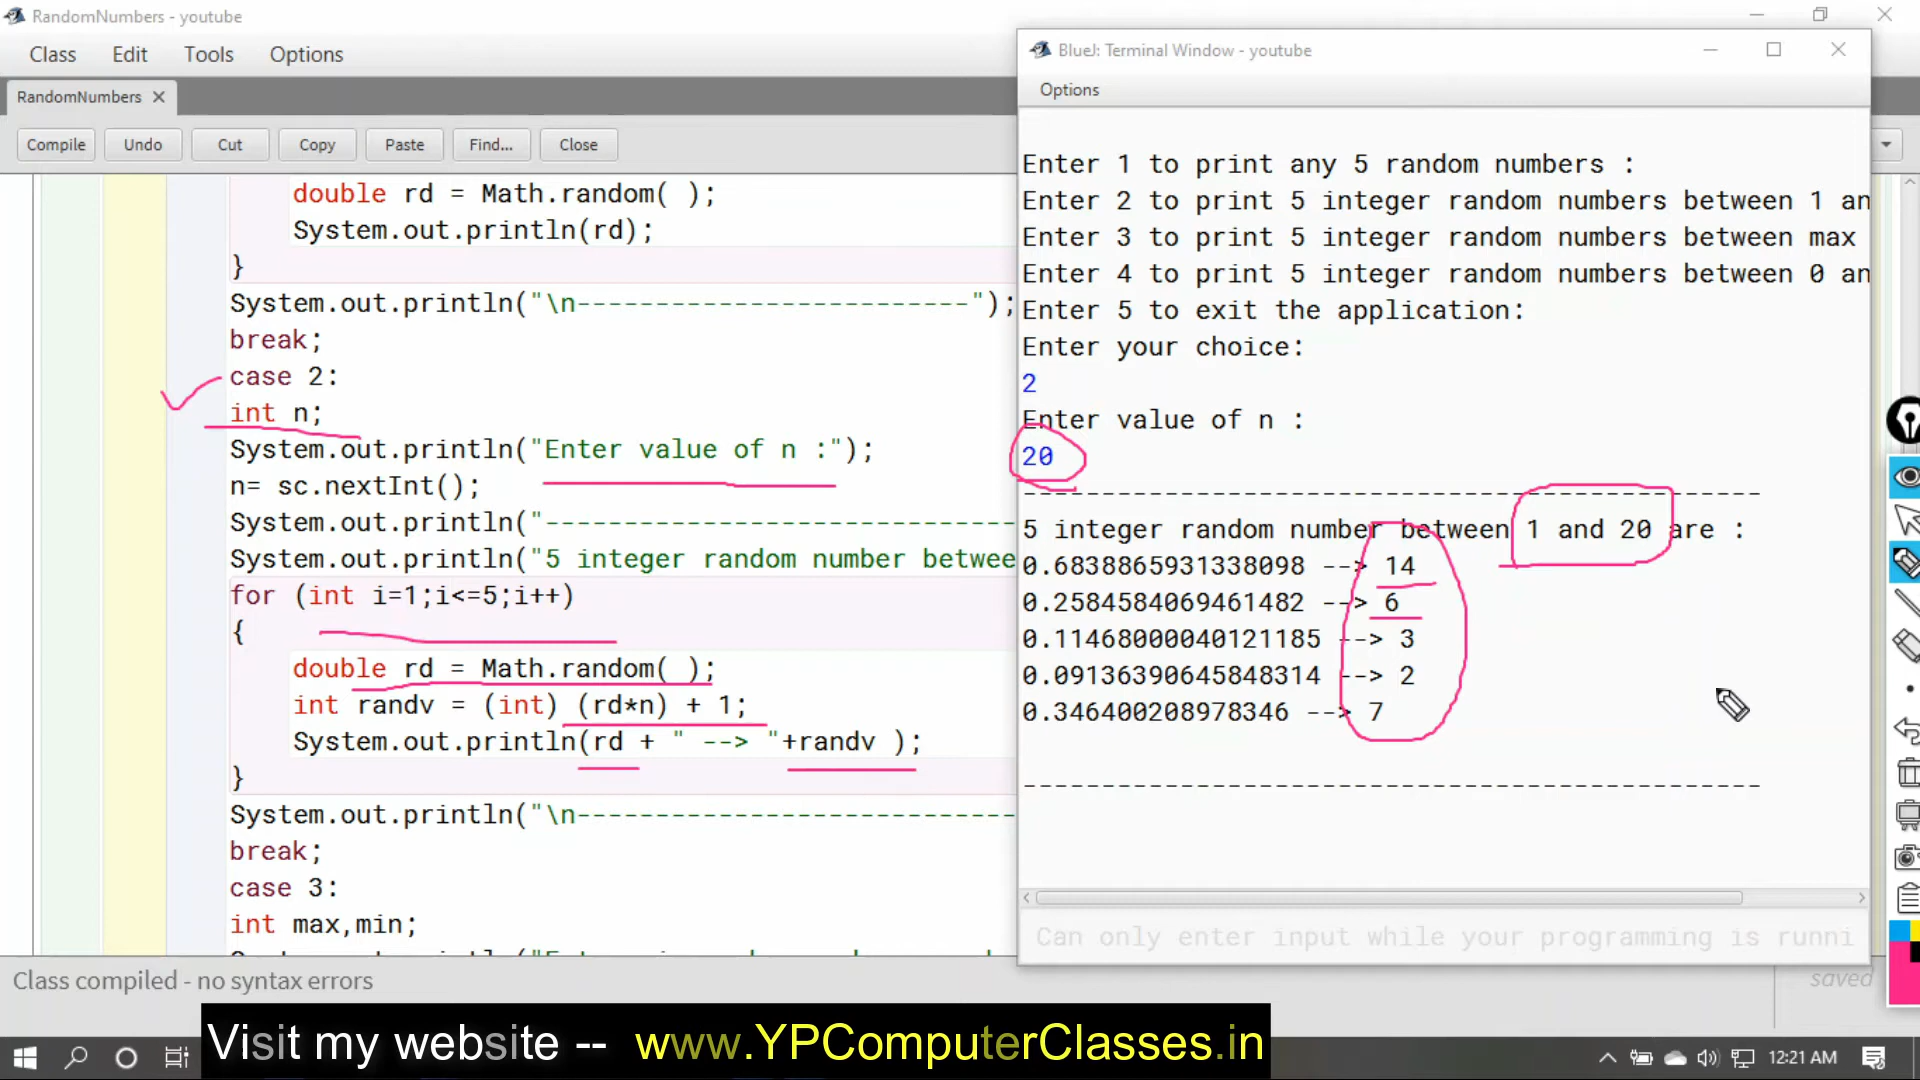 RandomNumbers - youtube
Class Edit Tools Options
RandomNumbers
Compile Undo Cut Copy Paste Find... Close
double rd = Math.random( );
System.out.println(rd);
}
System.out.println("\n-------------------------");
break;
case 2:
int n;
System.out.println("Enter value of n :");
n= sc.nextInt();
System.out.println("------------------------------
System.out.println("5 integer random number betwee
for (int i=1;i<=5;i++)
{
double rd = Math.random( );
int randv = (int) (rd*n) + 1;
System.out.println(rd + " --> "+randv );
}
System.out.println("\n----------------------------
break;
case 3:
int max,min;
Class compiled - no syntax errors
saved
BlueJ: Terminal Window - youtube
Options
Enter 1 to print any 5 random numbers :
Enter 2 to print 5 integer random numbers between 1 an
Enter 3 to print 5 integer random numbers between max
Enter 4 to print 5 integer random numbers between 0 an
Enter 5 to exit the application:
Enter your choice:
2
Enter value of n :
20
-----------------------------------------------
5 integer random number between 1 and 20 are :
0.6838865931338098 --> 14
0.2584584069461482 --> 6
0.11468000040121185 --> 3
0.09136390645848314 --> 2
0.346400208978346 --> 7
-----------------------------------------------
Can only enter input while your programming is runni
Visit my website -- www.YPComputerClasses.in
12:21 AM